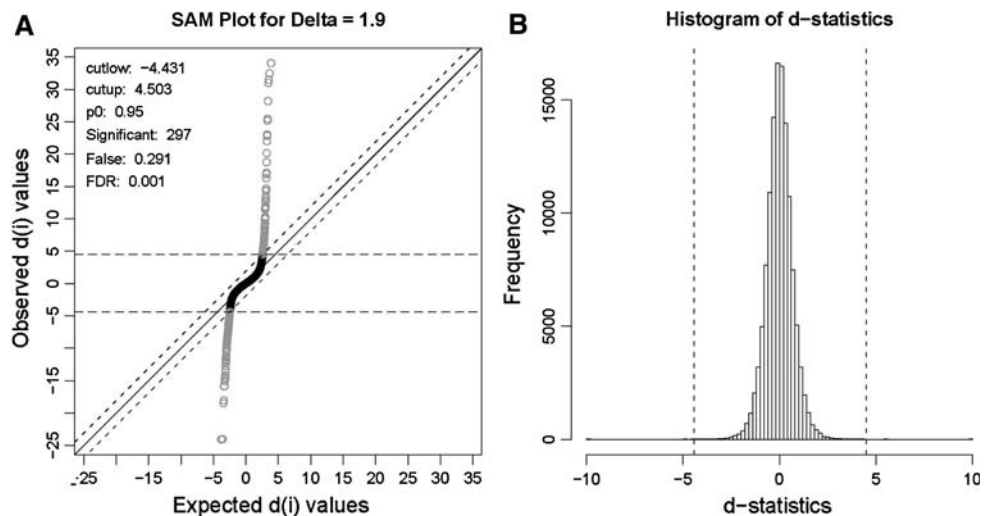 A
SAM Plot for Delta = 1.9
cutlow: −4.431
cutup: 4.503
p0: 0.95
Significant: 297
False: 0.291
FDR: 0.001
Observed d(i) values
35
25
20
15
10
5
0
−5
−15
−25
−25
−15
−5
0
5
10
15
20
25
30
35
Expected d(i) values
B
Histogram of d−statistics
Frequency
15000
10000
5000
0
−10
−5
0
5
10
d−statistics